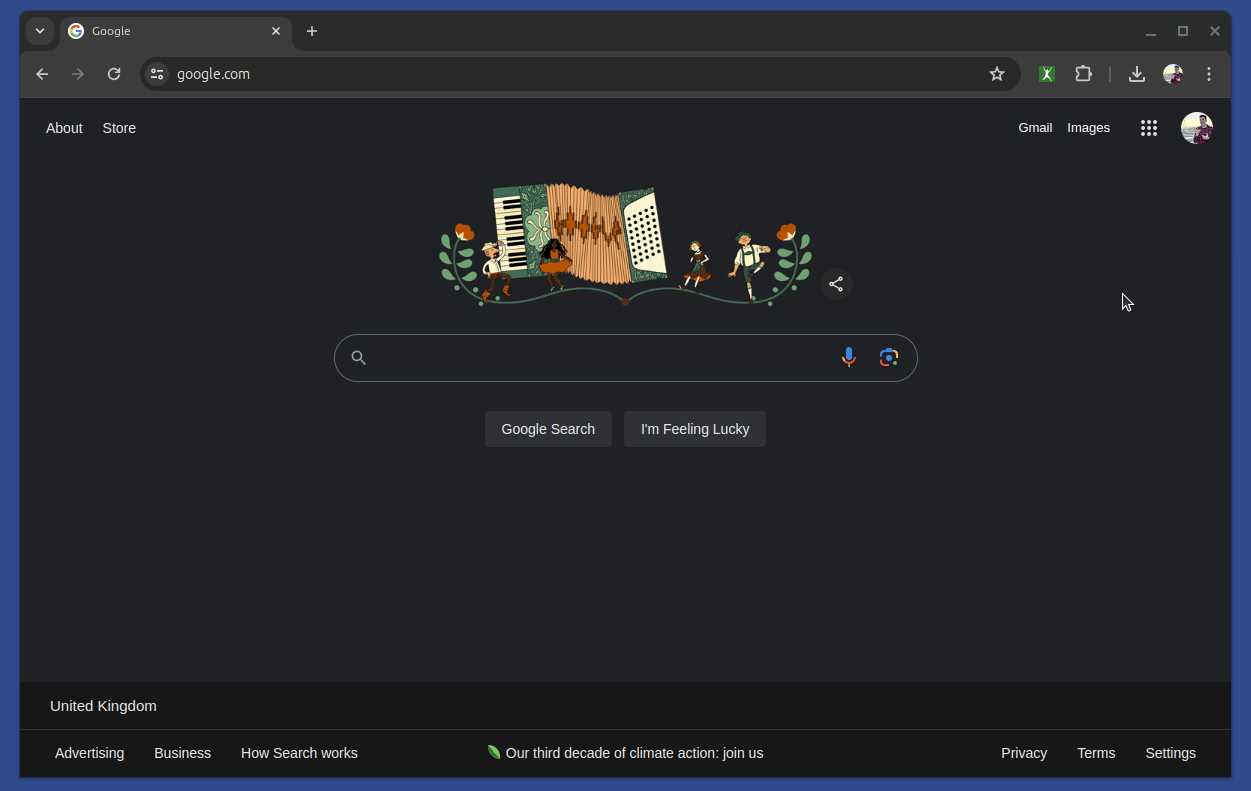 Google
google.com
About Store Gmail Images
Google Search I'm Feeling Lucky
United Kingdom
Advertising Business How Search works Our third decade of climate action: join us Privacy Terms Settings